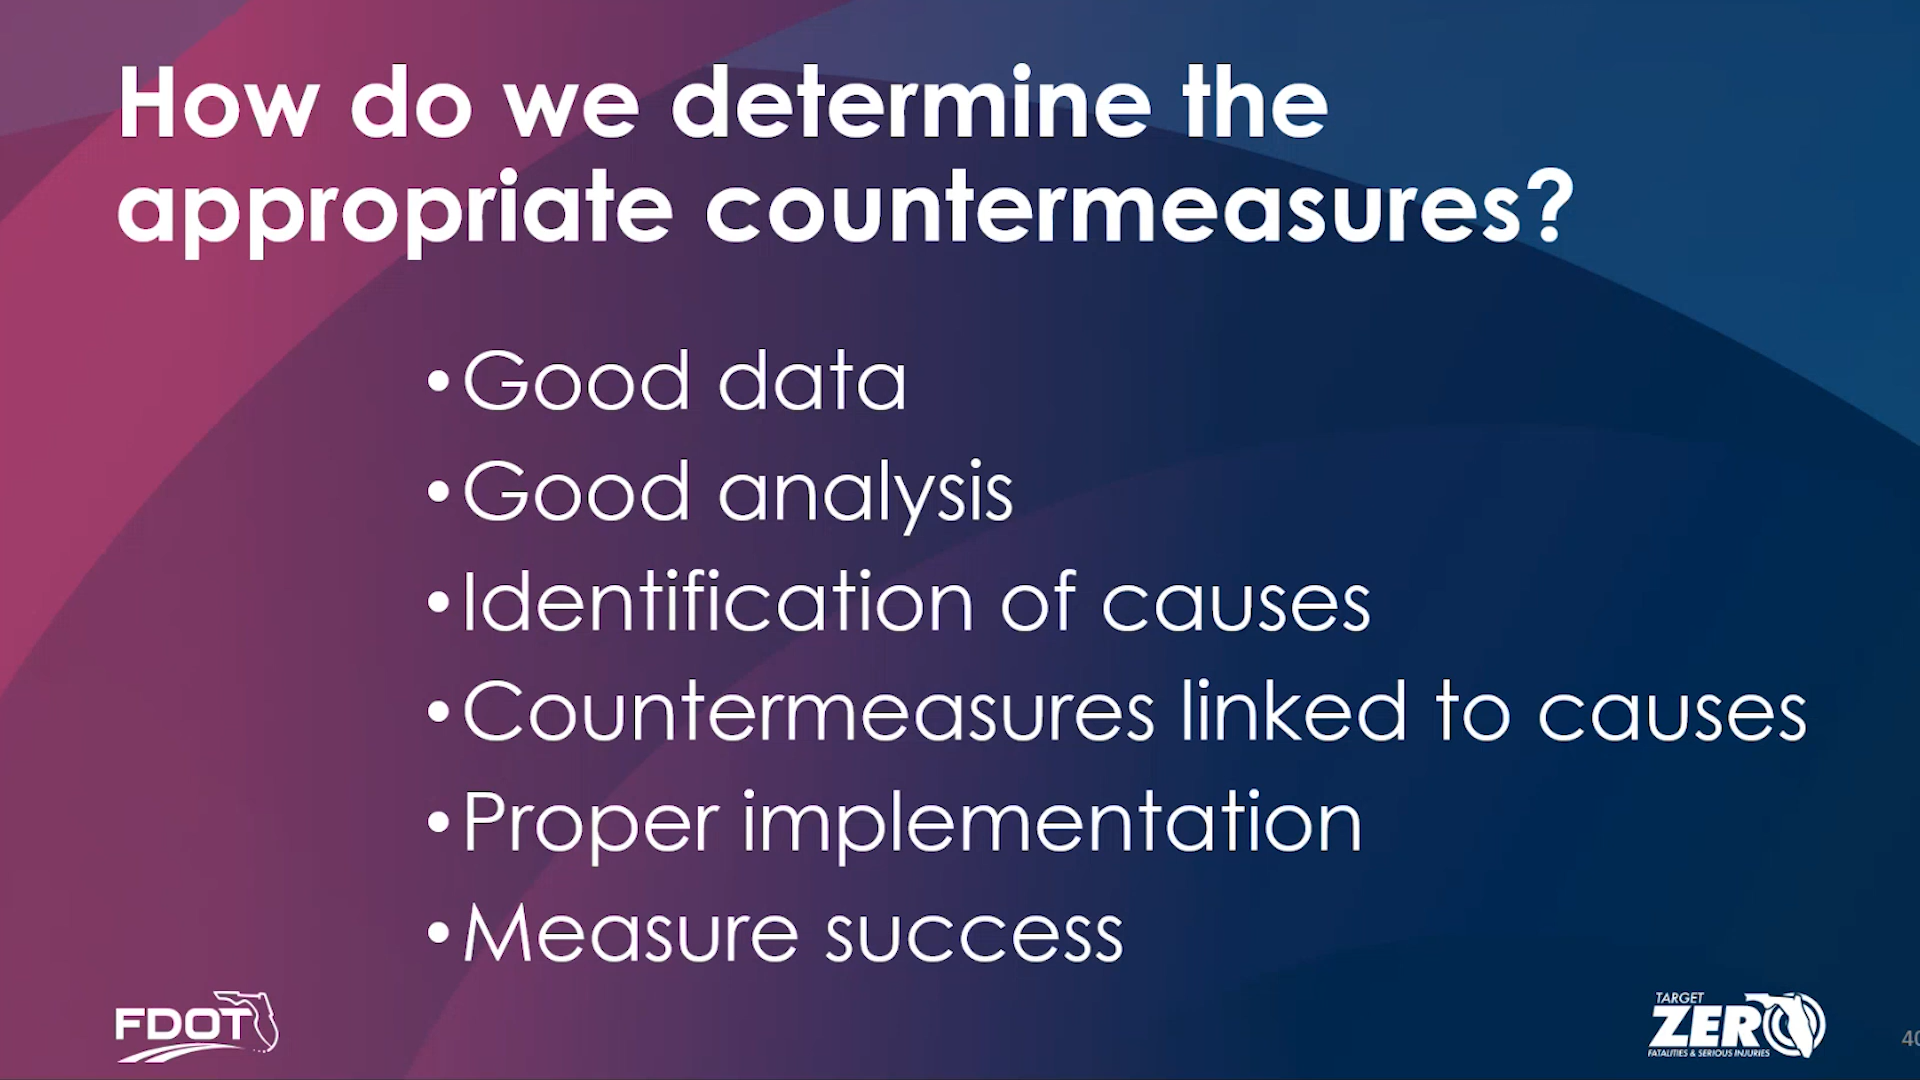 How do we determine the
appropriate countermeasures?
•Good data
•Good analysis
•Identification of causes
•Countermeasures linked to causes
•Proper implementation
•Measure success
FDOT
TARGET
ZERO
FATALITIES & SERIOUS INJURIES
40